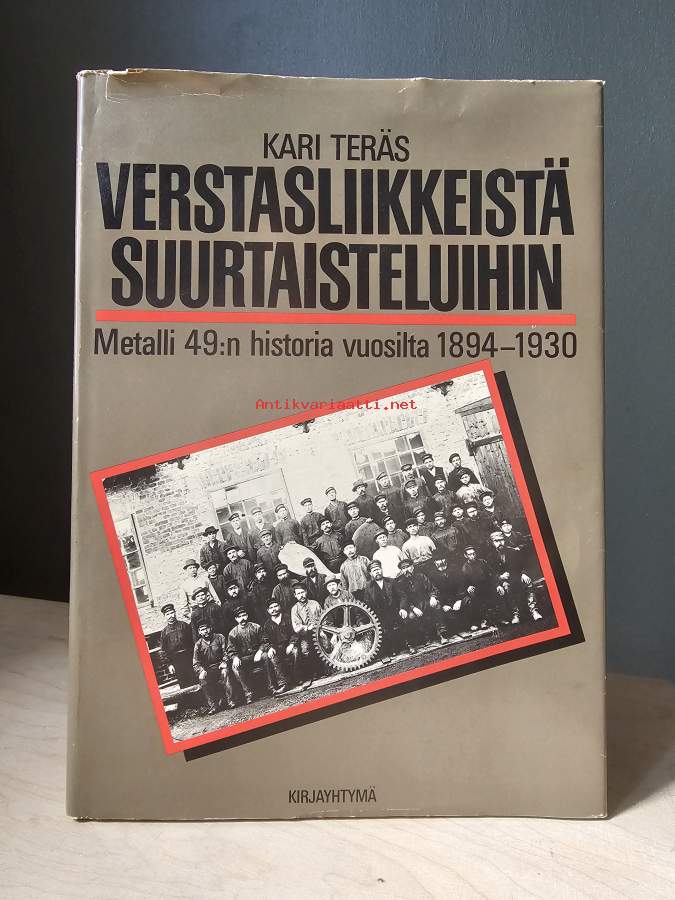 KARI TERÄS
VERSTASLIIKKEISTÄ
SUURTAISTELUIHIN
Metalli 49:n historia vuosilta 1894–1930
Antikvariaatti.net
KIRJAYHTYMÄ